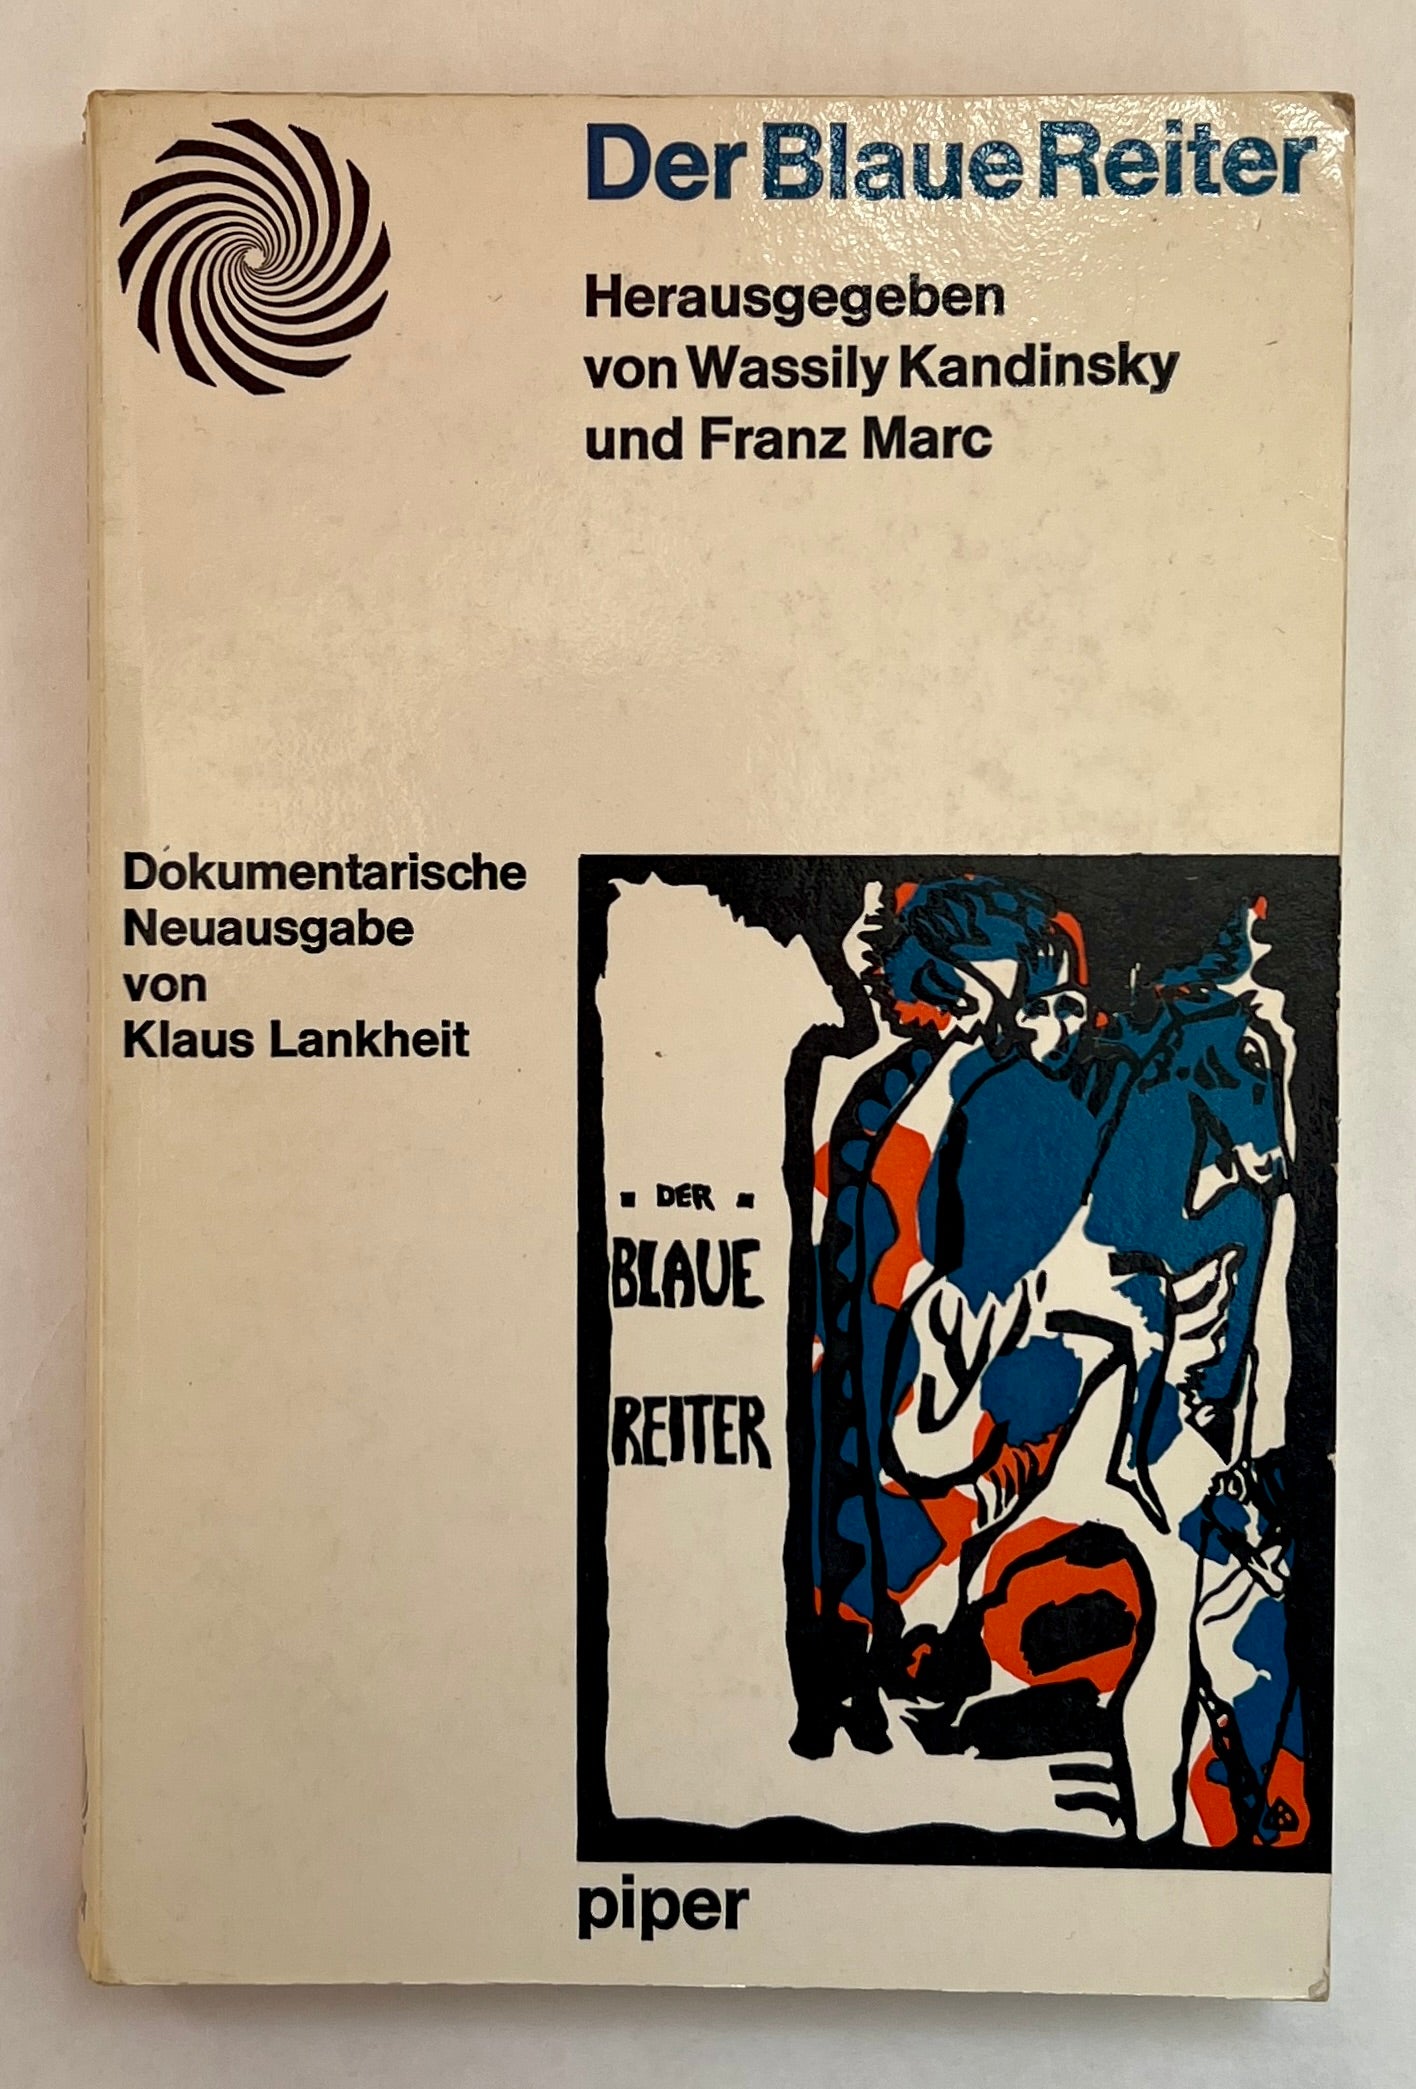 Der Blaue Reiter
Herausgegeben
von Wassily Kandinsky
und Franz Marc
Dokumentarische
Neuausgabe
von
Klaus Lankheit
▪ DER ▪
BLAUE
REITER
piper